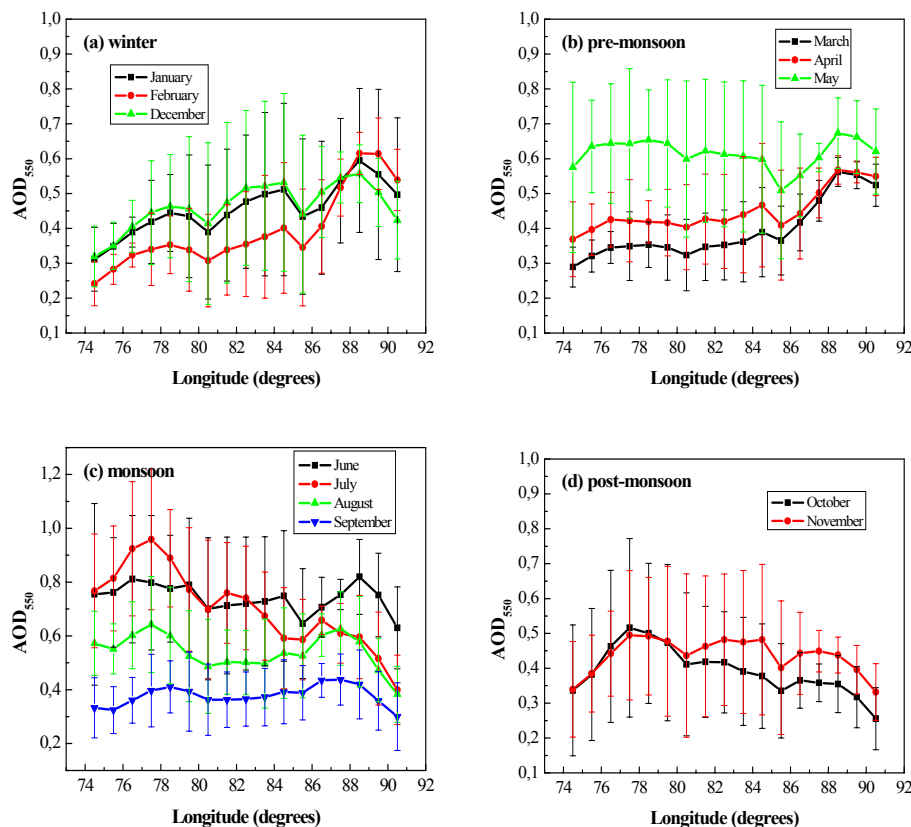 (a) winter
January
February
December
1,0
0,9
0,8
0,7
0,6
0,5
0,4
0,3
0,2
0,1
AOD550
74 76 78 80 82 84 86 88 90 92
Longitude (degrees)
(b) pre-monsoon
March
April
May
1,0
0,9
0,8
0,7
0,6
0,5
0,4
0,3
0,2
0,1
AOD550
74 76 78 80 82 84 86 88 90 92
Longitude (degrees)
(c) monsoon
June
July
August
September
1,2
1,0
0,8
0,6
0,4
0,2
AOD550
74 76 78 80 82 84 86 88 90 92
Longitude (degrees)
(d) post-monsoon
October
November
1,0
0,9
0,8
0,7
0,6
0,5
0,4
0,3
0,2
0,1
AOD550
74 76 78 80 82 84 86 88 90 92
Longitude (degrees)